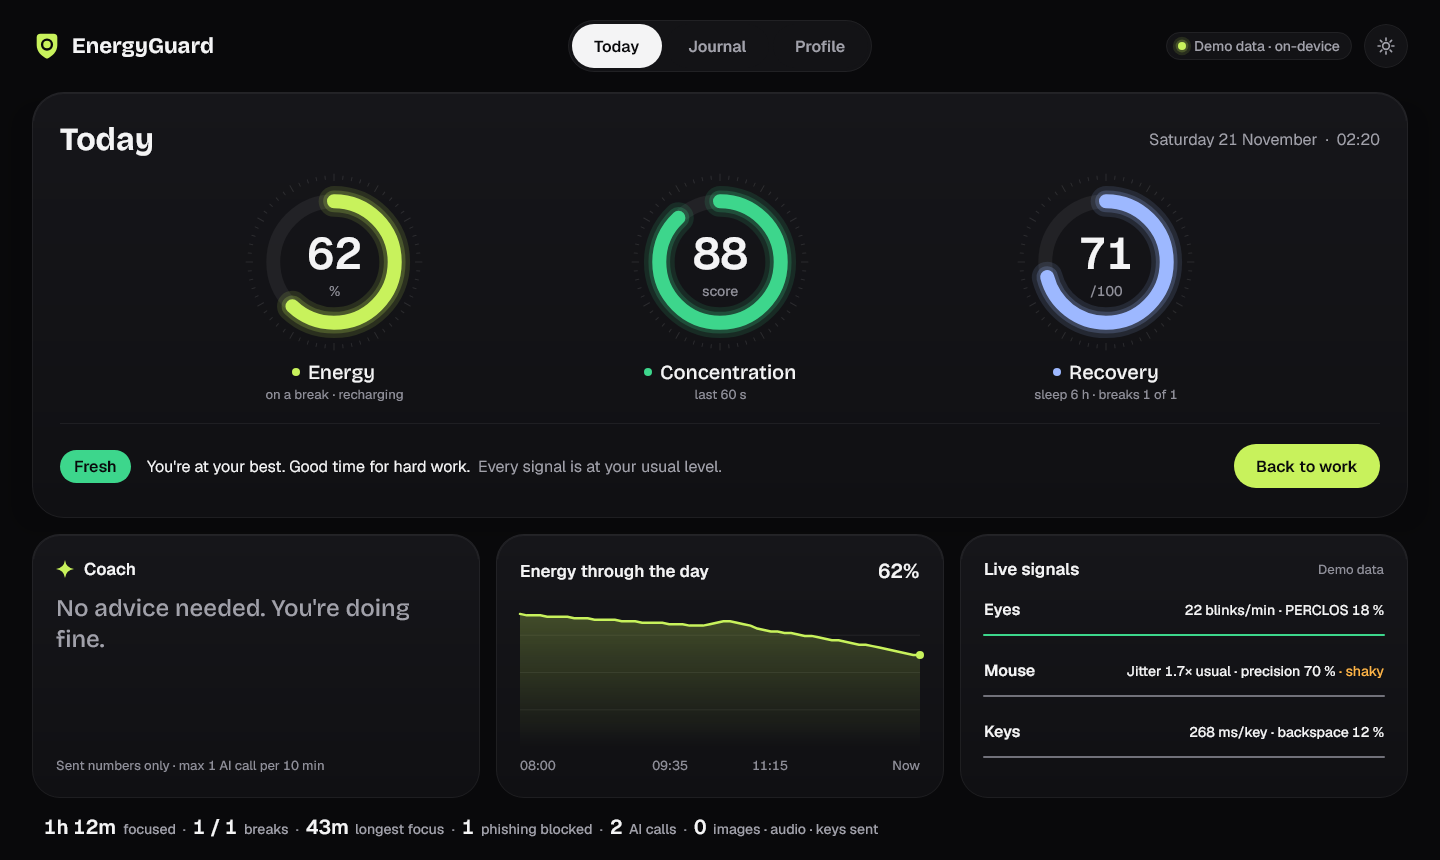 EnergyGuard
Today
Journal
Profile
Demo data · on-device
Today
Saturday 21 November · 02:20
62
%
88
score
71
/100
Energy
on a break · recharging
Concentration
last 60 s
Recovery
sleep 6 h · breaks 1 of 1
Fresh
You're at your best. Good time for hard work. Every signal is at your usual level.
Back to work
Coach
No advice needed. You're doing
fine.
Sent numbers only · max 1 AI call per 10 min
Energy through the day
62%
08:00
09:35
11:15
Now
Live signals
Demo data
Eyes
22 blinks/min · PERCLOS 18 %
Mouse
Jitter 1.7× usual · precision 70 % · shaky
Keys
268 ms/key · backspace 12 %
1h 12m focused · 1 / 1 breaks · 43m longest focus · 1 phishing blocked · 2 AI calls · 0 images · audio · keys sent